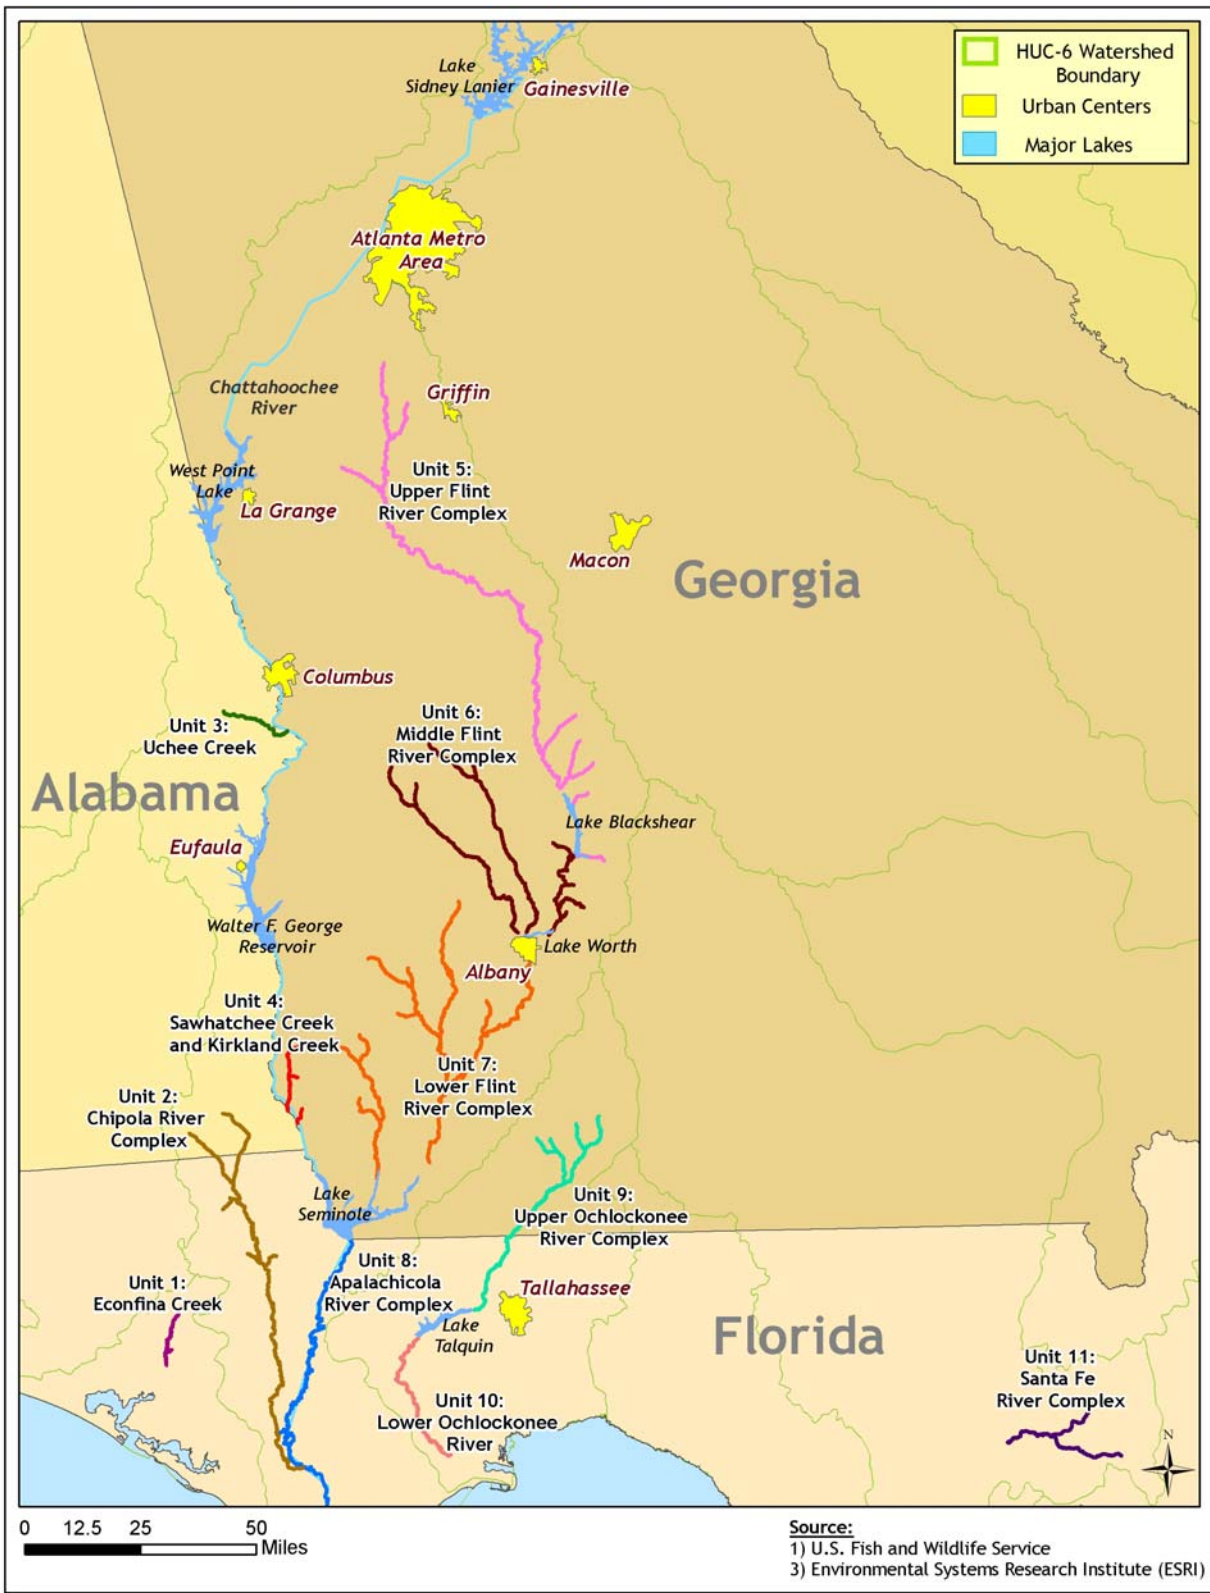 Lake
Sidney Lanier
Gainesville
HUC-6 Watershed
Boundary
Urban Centers
Major Lakes
Atlanta Metro
Area
Chattahoochee
River
Griffin
West Point
Lake
La Grange
Unit 5:
Upper Flint
River Complex
Macon
Georgia
Columbus
Unit 3:
Uchee Creek
Unit 6:
Middle Flint
River Complex
Alabama
Lake Blackshear
Eufaula
Walter F. George
Reservoir
Lake Worth
Albany
Unit 4:
Sawhatchee Creek
and Kirkland Creek
Unit 7:
Lower Flint
River Complex
Unit 2:
Chipola River
Complex
Lake
Seminole
Unit 9:
Upper Ochlockonee
River Complex
Unit 1:
Econfina Creek
Unit 8:
Apalachicola
River Complex
Tallahassee
Lake
Talquin
Florida
Unit 10:
Lower Ochlockonee
River
Unit 11:
Santa Fe
River Complex
N
0 12.5 25 50
Miles
Source:
1) U.S. Fish and Wildlife Service
3) Environmental Systems Research Institute (ESRI)